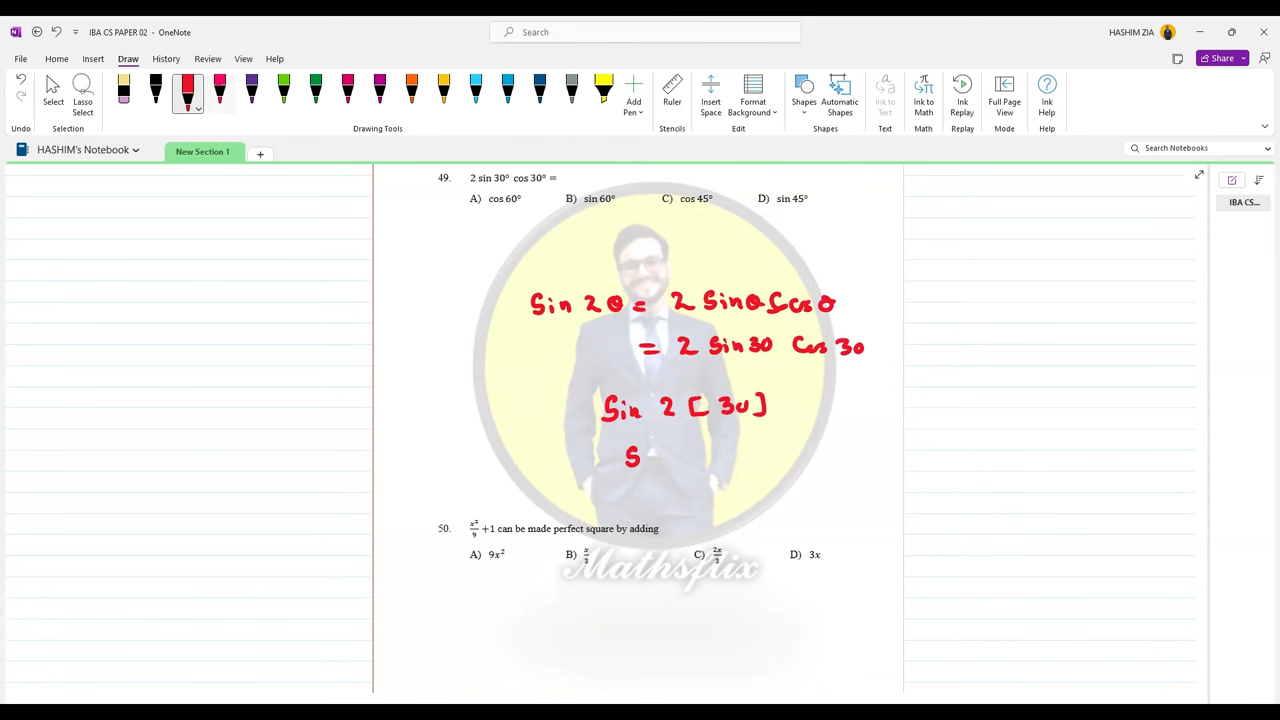 IBA CS PAPER 02 - OneNote
Search
HASHIM ZIA
File Home Insert Draw History Review View Help
Share
Undo
Select
Lasso Select
Add Pen
Ruler
Insert Space
Format Background
Shapes
Automatic Shapes
Ink to Text
Ink to Math
Ink Replay
Full Page View
Ink Help
Undo Selection Drawing Tools Stencils Edit Shapes Text Math Replay Mode Help
HASHIM's Notebook New Section 1 + Search Notebooks
IBA CS...
49. 2 sin 30° cos 30° =
A) cos 60° B) sin 60° C) cos 45° D) sin 45°
Sin 2θ = 2 Sinθ Cosθ
= 2 Sin30 Cos 30
Sin 2 [30]
S
50. x²/9 +1 can be made perfect square by adding
A) 9x² B) x/3 C) 2x/3 D) 3x
Mathsflix